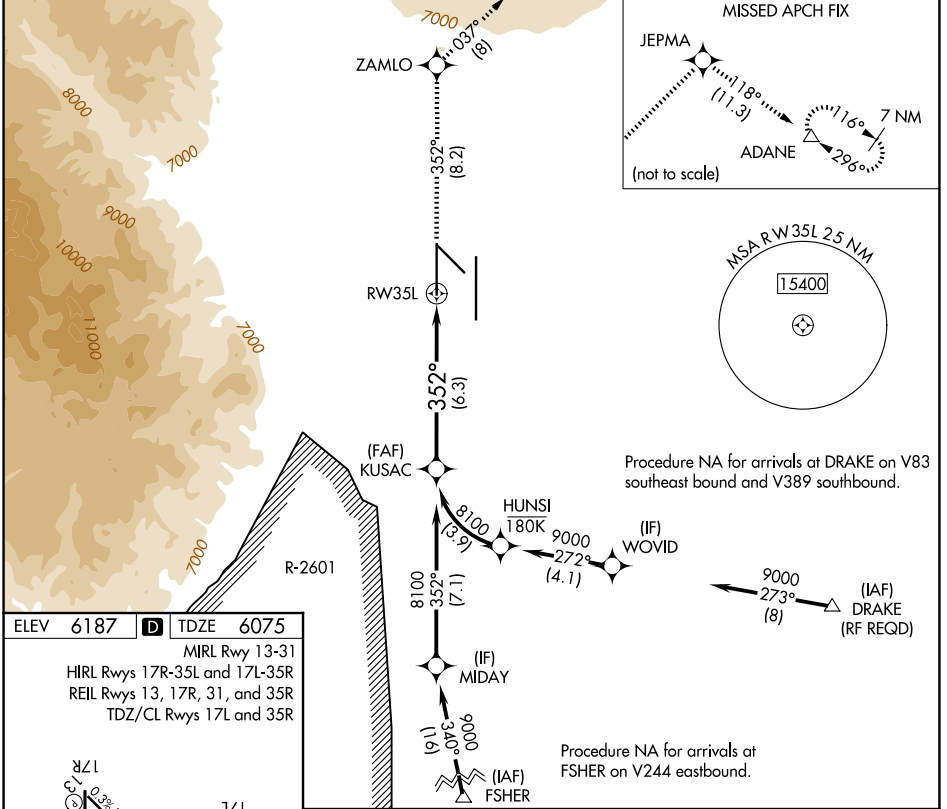 MISSED APCH FIX
JEPMA
118°
(11.3)
116°
7 NM
ADANE
296°
(not to scale)
7000
037°
(8)
ZAMLO
8000
7000
352°
(8.2)
9000
10000
11000
7000
RW35L
MSA RW35L 25 NM
15400
352°
(6.3)
(FAF)
KUSAC
Procedure NA for arrivals at DRAKE on V83
southeast bound and V389 southbound.
8100
(3.9)
HUNSI
180K
9000
272°
(4.1)
(IF)
WOVID
7000
R-2601
8100
352°
(7.1)
9000
273°
(8)
(IAF)
DRAKE
(RF REQD)
ELEV 6187 D TDZE 6075
MIRL Rwy 13-31
HIRL Rwys 17R-35L and 17L-35R
REIL Rwys 13, 17R, 31, and 35R
TDZ/CL Rwys 17L and 35R
(IF)
MIDAY
9000
340°
(16)
(IAF)
FSHER
Procedure NA for arrivals at
FSHER on V244 eastbound.
17R
13
P
0.3%